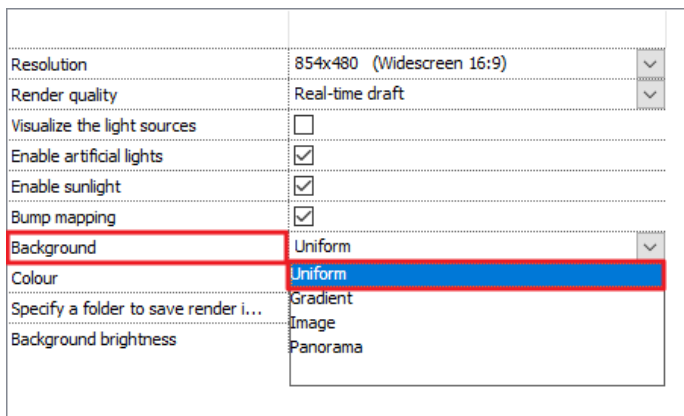 Resolution 854x480 (Widescreen 16:9)
Render quality Real-time draft
Visualize the light sources
Enable artificial lights
Enable sunlight
Bump mapping
Background Uniform
Colour Uniform
Gradient
Specify a folder to save render i...
Image
Background brightness Panorama